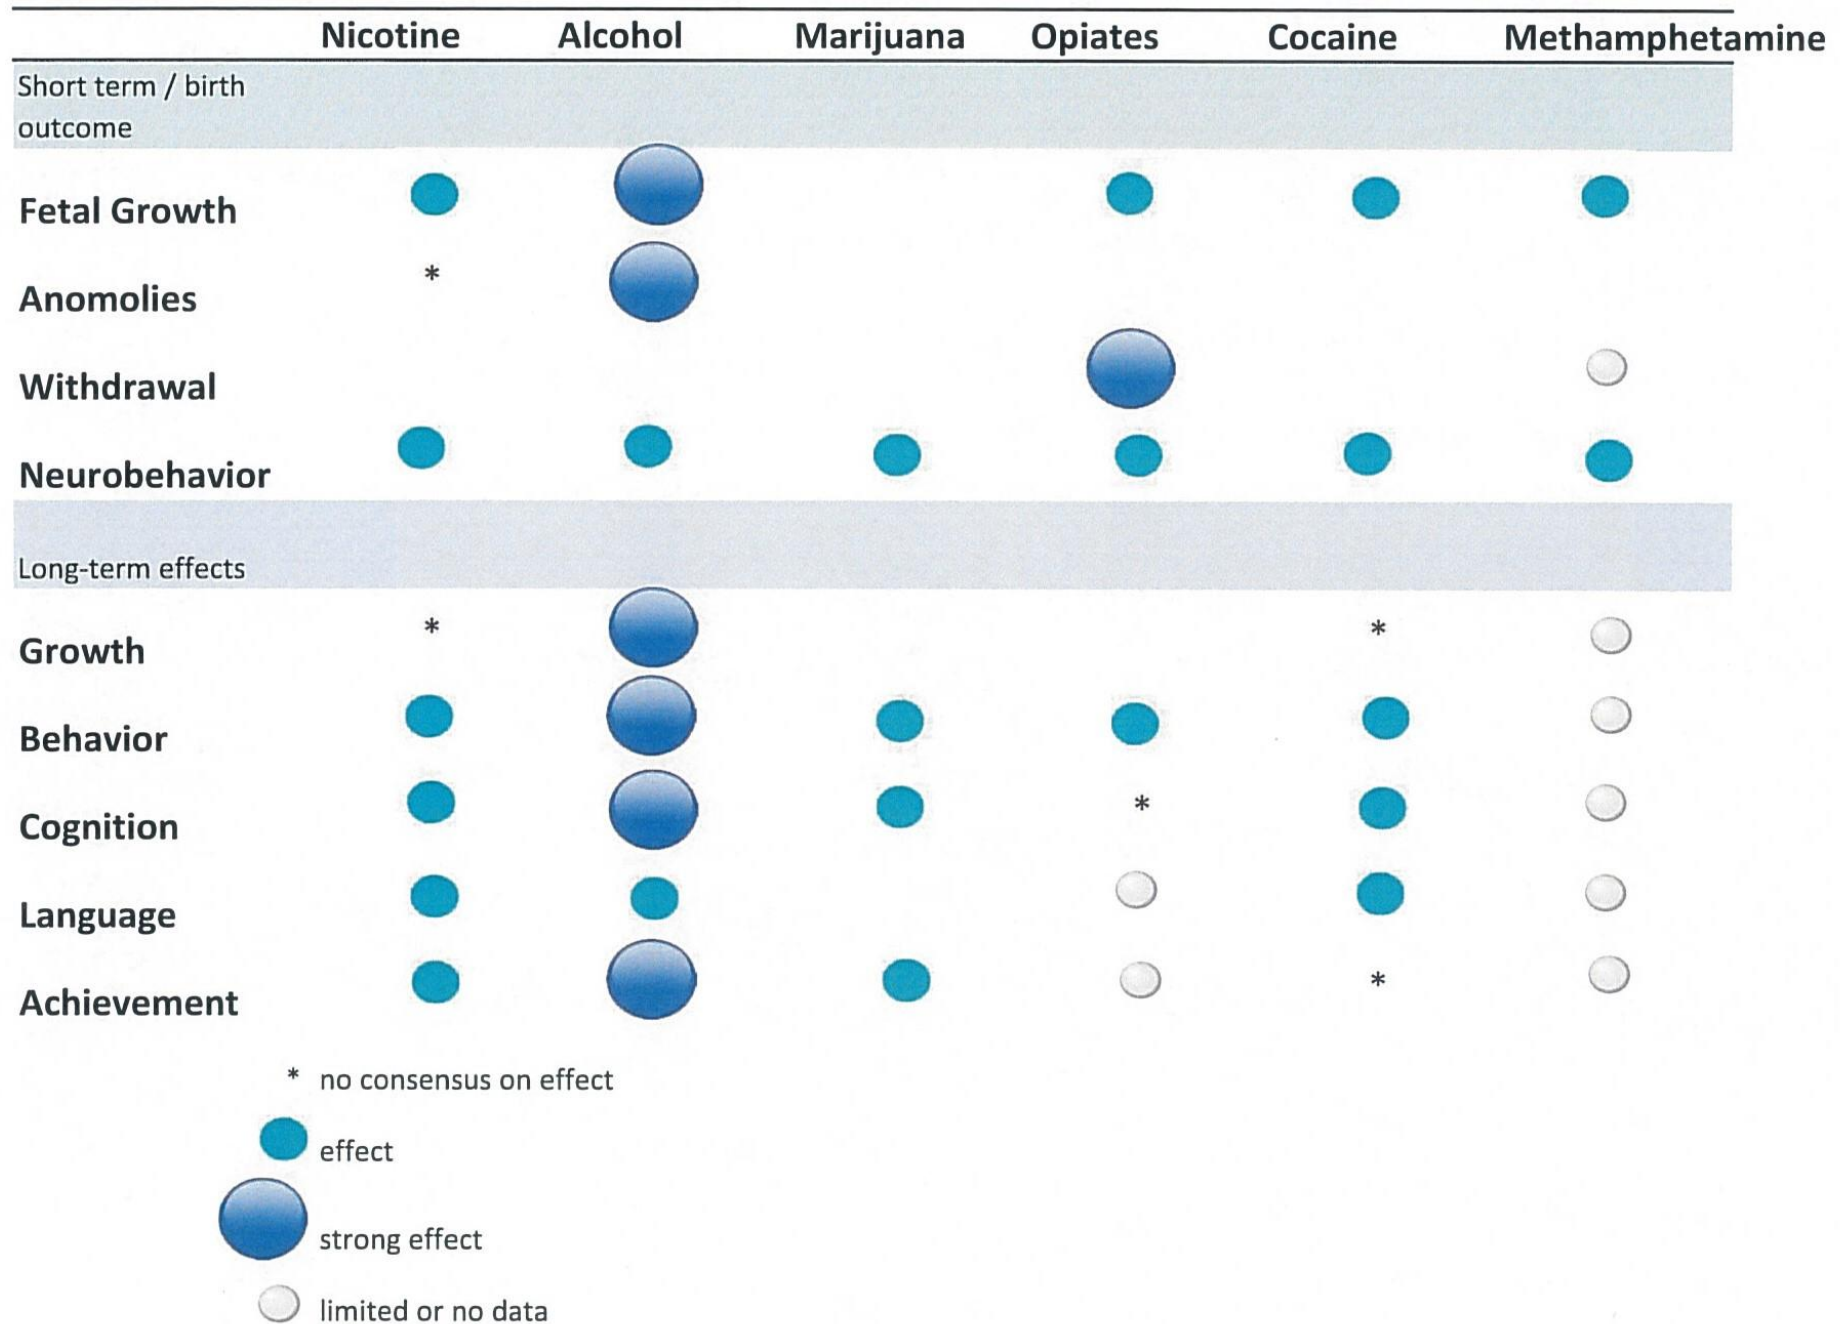 Nicotine Alcohol Marijuana Opiates Cocaine Methamphetamine
Short term / birth
outcome
Fetal Growth
*
Anomolies
Withdrawal
Neurobehavior
Long-term effects
* *
Growth
Behavior
*
Cognition
Language
*
Achievement
* no consensus on effect
effect
strong effect
limited or no data